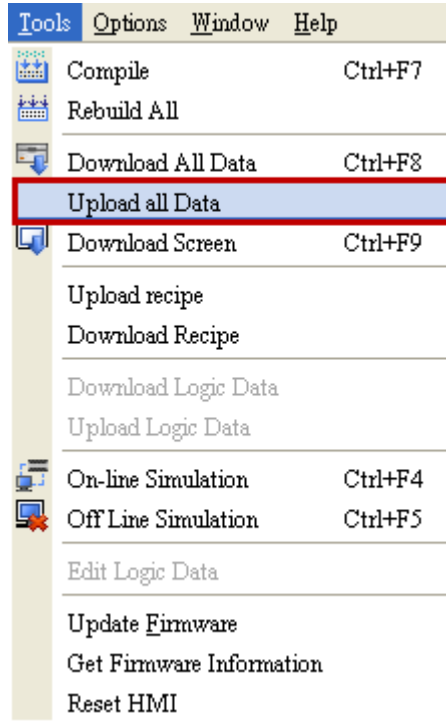 Tools Options Window Help
Compile Ctrl+F7
Rebuild All
Download All Data Ctrl+F8
Upload all Data
Download Screen Ctrl+F9
Upload recipe
Download Recipe
Download Logic Data
Upload Logic Data
On-line Simulation Ctrl+F4
Off Line Simulation Ctrl+F5
Edit Logic Data
Update Firmware
Get Firmware Information
Reset HMI